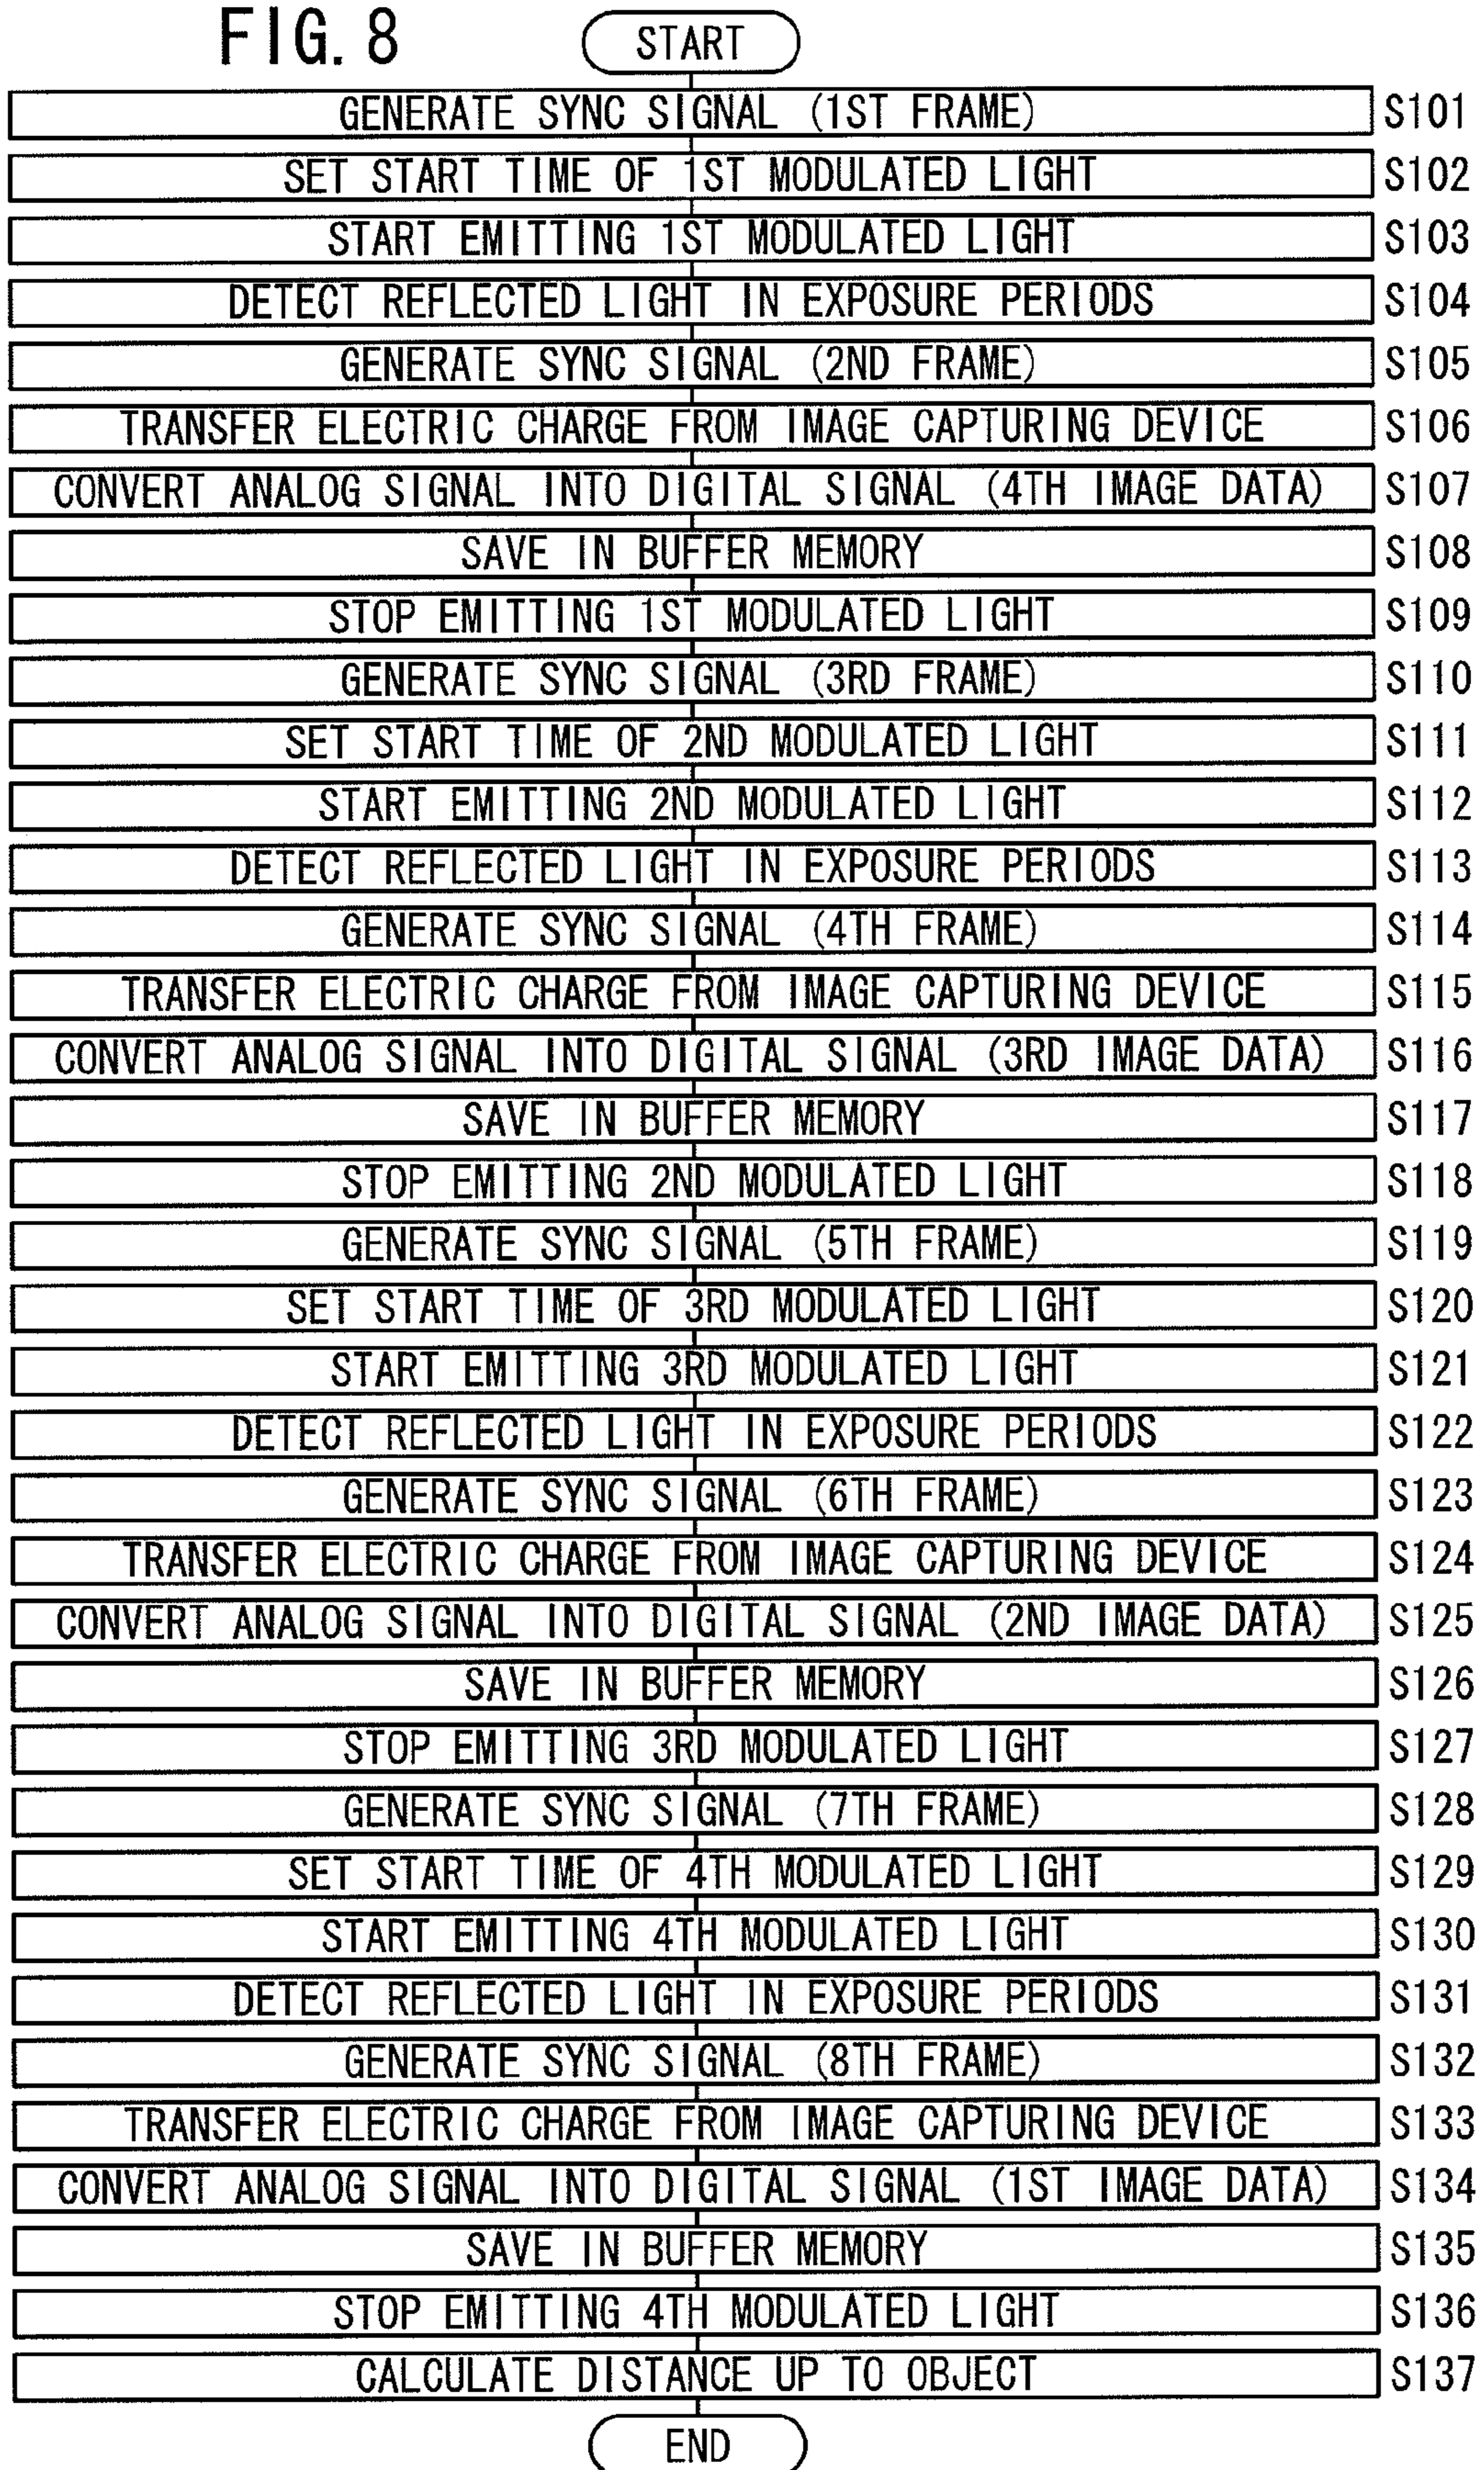 FIG. 8
START
GENERATE SYNC SIGNAL (1ST FRAME) S101
SET START TIME OF 1ST MODULATED LIGHT S102
START EMITTING 1ST MODULATED LIGHT S103
DETECT REFLECTED LIGHT IN EXPOSURE PERIODS S104
GENERATE SYNC SIGNAL (2ND FRAME) S105
TRANSFER ELECTRIC CHARGE FROM IMAGE CAPTURING DEVICE S106
CONVERT ANALOG SIGNAL INTO DIGITAL SIGNAL (4TH IMAGE DATA) S107
SAVE IN BUFFER MEMORY S108
STOP EMITTING 1ST MODULATED LIGHT S109
GENERATE SYNC SIGNAL (3RD FRAME) S110
SET START TIME OF 2ND MODULATED LIGHT S111
START EMITTING 2ND MODULATED LIGHT S112
DETECT REFLECTED LIGHT IN EXPOSURE PERIODS S113
GENERATE SYNC SIGNAL (4TH FRAME) S114
TRANSFER ELECTRIC CHARGE FROM IMAGE CAPTURING DEVICE S115
CONVERT ANALOG SIGNAL INTO DIGITAL SIGNAL (3RD IMAGE DATA) S116
SAVE IN BUFFER MEMORY S117
STOP EMITTING 2ND MODULATED LIGHT S118
GENERATE SYNC SIGNAL (5TH FRAME) S119
SET START TIME OF 3RD MODULATED LIGHT S120
START EMITTING 3RD MODULATED LIGHT S121
DETECT REFLECTED LIGHT IN EXPOSURE PERIODS S122
GENERATE SYNC SIGNAL (6TH FRAME) S123
TRANSFER ELECTRIC CHARGE FROM IMAGE CAPTURING DEVICE S124
CONVERT ANALOG SIGNAL INTO DIGITAL SIGNAL (2ND IMAGE DATA) S125
SAVE IN BUFFER MEMORY S126
STOP EMITTING 3RD MODULATED LIGHT S127
GENERATE SYNC SIGNAL (7TH FRAME) S128
SET START TIME OF 4TH MODULATED LIGHT S129
START EMITTING 4TH MODULATED LIGHT S130
DETECT REFLECTED LIGHT IN EXPOSURE PERIODS S131
GENERATE SYNC SIGNAL (8TH FRAME) S132
TRANSFER ELECTRIC CHARGE FROM IMAGE CAPTURING DEVICE S133
CONVERT ANALOG SIGNAL INTO DIGITAL SIGNAL (1ST IMAGE DATA) S134
SAVE IN BUFFER MEMORY S135
STOP EMITTING 4TH MODULATED LIGHT S136
CALCULATE DISTANCE UP TO OBJECT S137
END